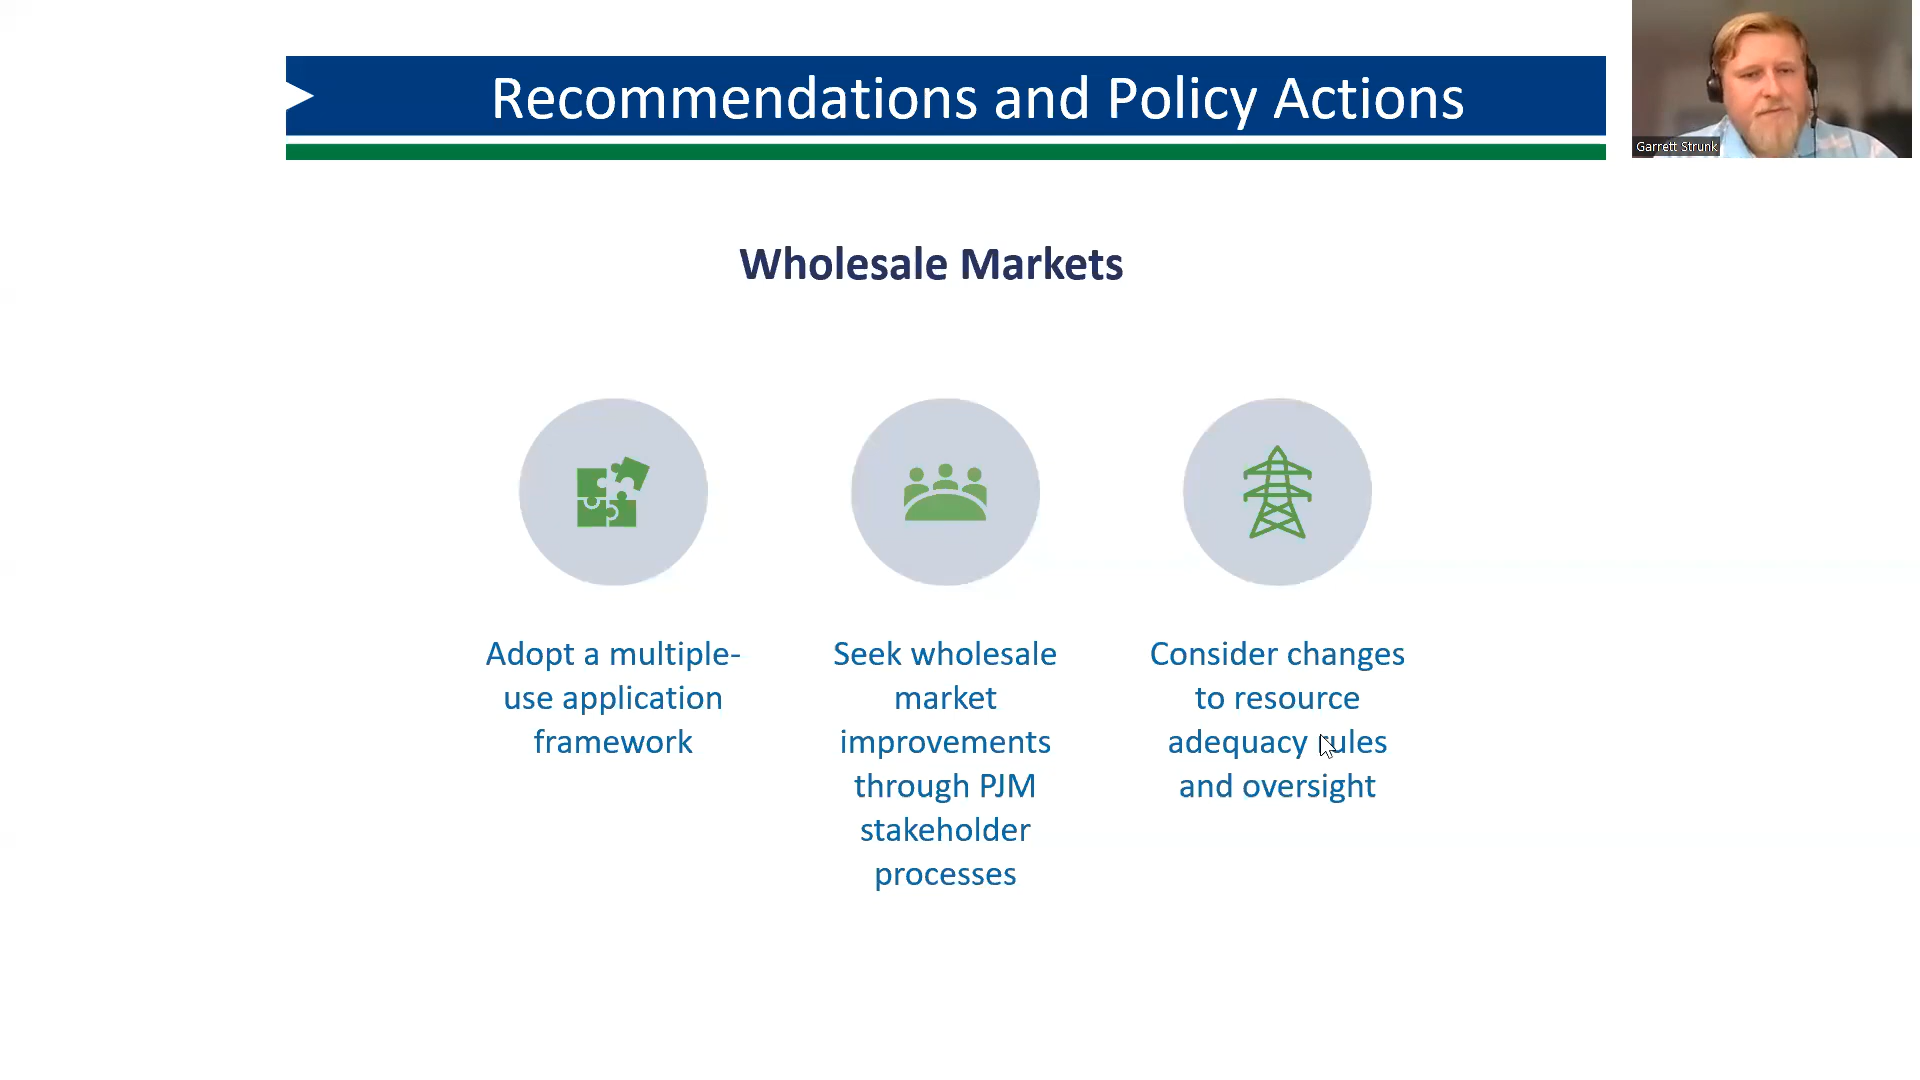 Recommendations and Policy Actions
Garrett Strunk
Wholesale Markets
Adopt a multiple-
use application
framework
Seek wholesale
market
improvements
through PJM
stakeholder
processes
Consider changes
to resource
adequacy rules
and oversight